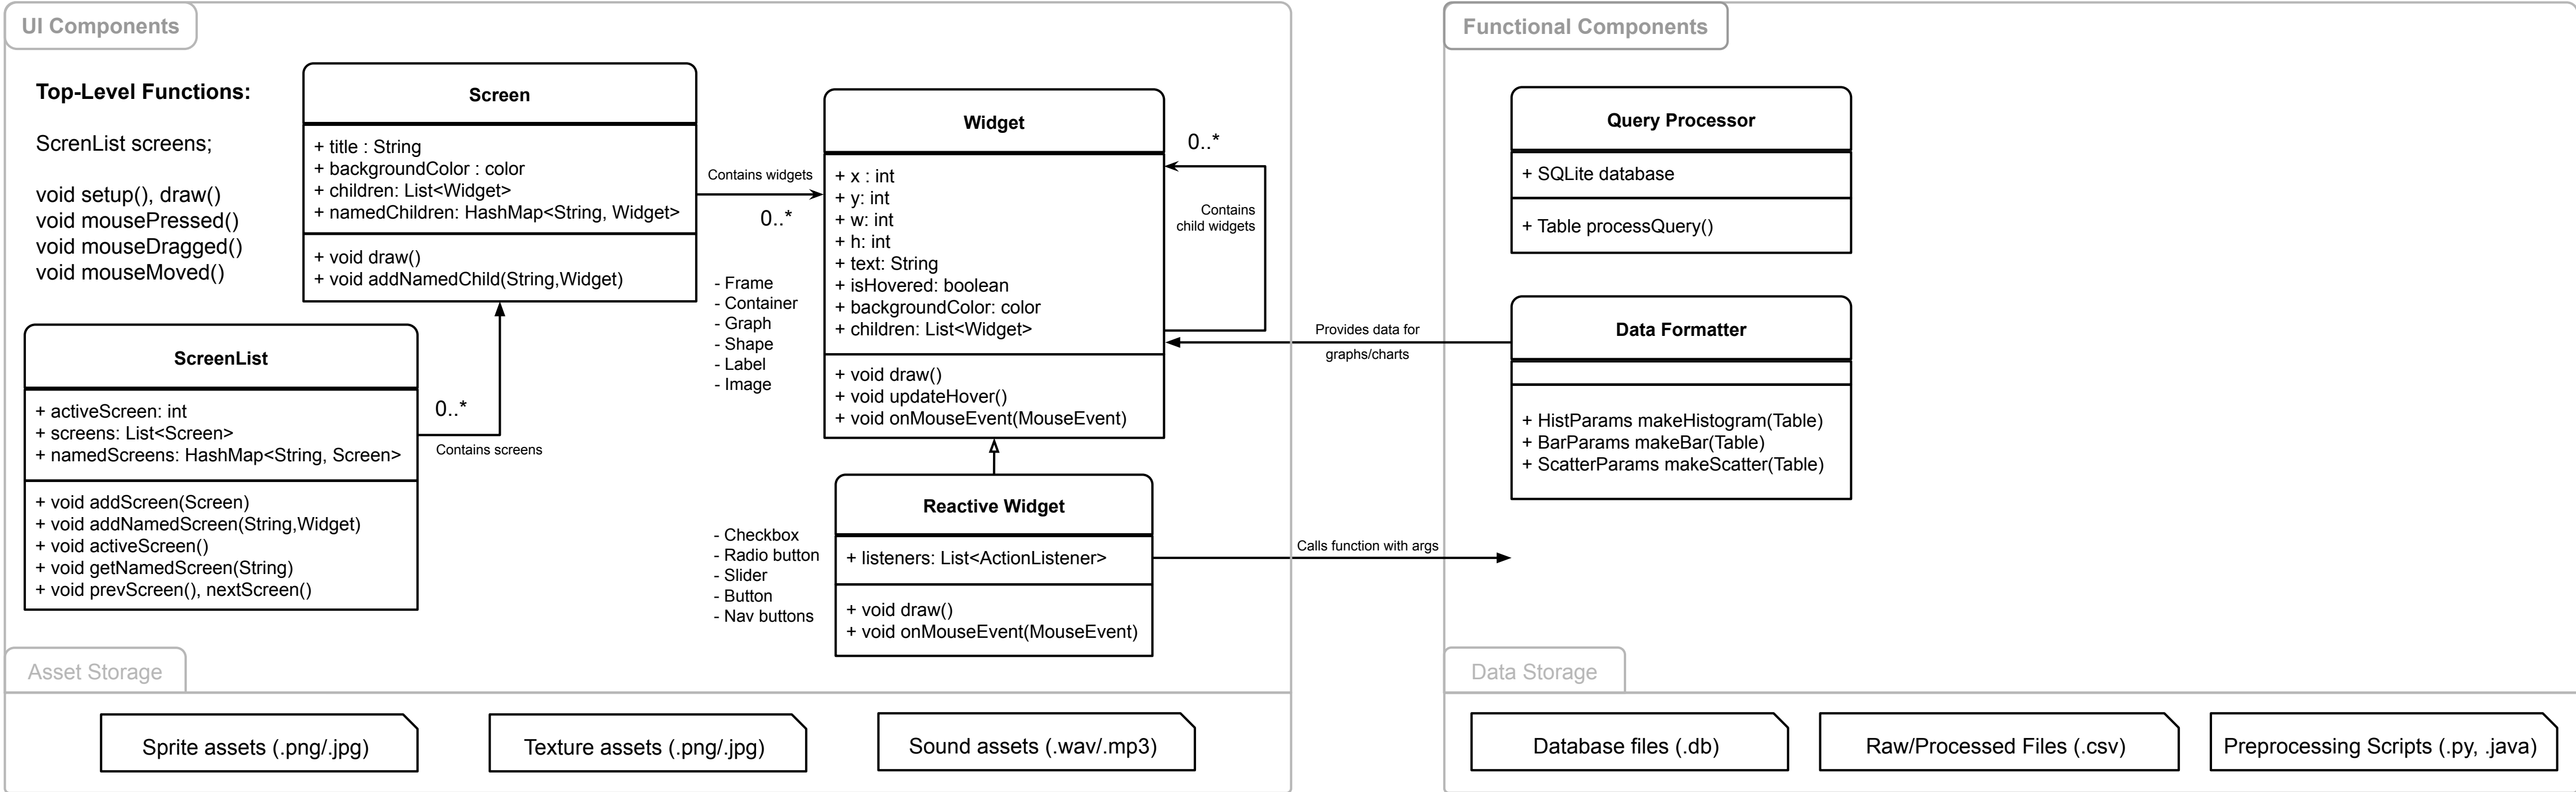 UI Components
Top-Level Functions:
ScrenList screens;
void setup(), draw()
void mousePressed()
void mouseDragged()
void mouseMoved()
Screen
+ title : String
+ backgroundColor : color
+ children: List<Widget>
+ namedChildren: HashMap<String, Widget>
+ void draw()
+ void addNamedChild(String,Widget)
Contains widgets
0..*
ScreenList
+ activeScreen: int
+ screens: List<Screen>
+ namedScreens: HashMap<String, Screen>
+ void addScreen(Screen)
+ void addNamedScreen(String,Widget)
+ void activeScreen()
+ void getNamedScreen(String)
+ void prevScreen(), nextScreen()
0..*
Contains screens
- Frame
- Container
- Graph
- Shape
- Label
- Image
Widget
+ x : int
+ y: int
+ w: int
+ h: int
+ text: String
+ isHovered: boolean
+ backgroundColor: color
+ children: List<Widget>
+ void draw()
+ void updateHover()
+ void onMouseEvent(MouseEvent)
0..*
Contains
child widgets
- Checkbox
- Radio button
- Slider
- Button
- Nav buttons
Reactive Widget
+ listeners: List<ActionListener>
+ void draw()
+ void onMouseEvent(MouseEvent)
Provides data for
graphs/charts
Calls function with args
Asset Storage
Sprite assets (.png/.jpg)
Texture assets (.png/.jpg)
Sound assets (.wav/.mp3)
Functional Components
Query Processor
+ SQLite database
+ Table processQuery()
Data Formatter
+ HistParams makeHistogram(Table)
+ BarParams makeBar(Table)
+ ScatterParams makeScatter(Table)
Data Storage
Database files (.db)
Raw/Processed Files (.csv)
Preprocessing Scripts (.py, .java)